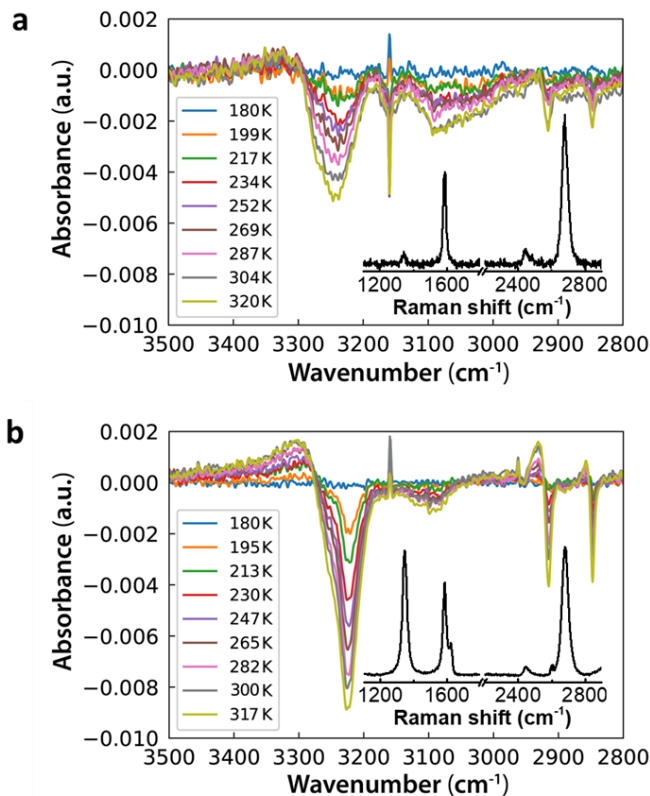 a
0.002
0.000
−0.002
−0.004
−0.006
−0.008
−0.010
Absorbance (a.u.)
180K
199K
217K
234K
252K
269K
287K
304K
320K
1200 1600 2400 2800
Raman shift (cm-1)
3500 3400 3300 3200 3100 3000 2900 2800
Wavenumber (cm-1)
b
0.002
0.000
−0.002
−0.004
−0.006
−0.008
−0.010
Absorbance (a.u.)
180K
195K
213K
230K
247K
265K
282K
300K
317K
1200 1600 2400 2800
Raman shift (cm-1)
3500 3400 3300 3200 3100 3000 2900 2800
Wavenumber (cm-1)